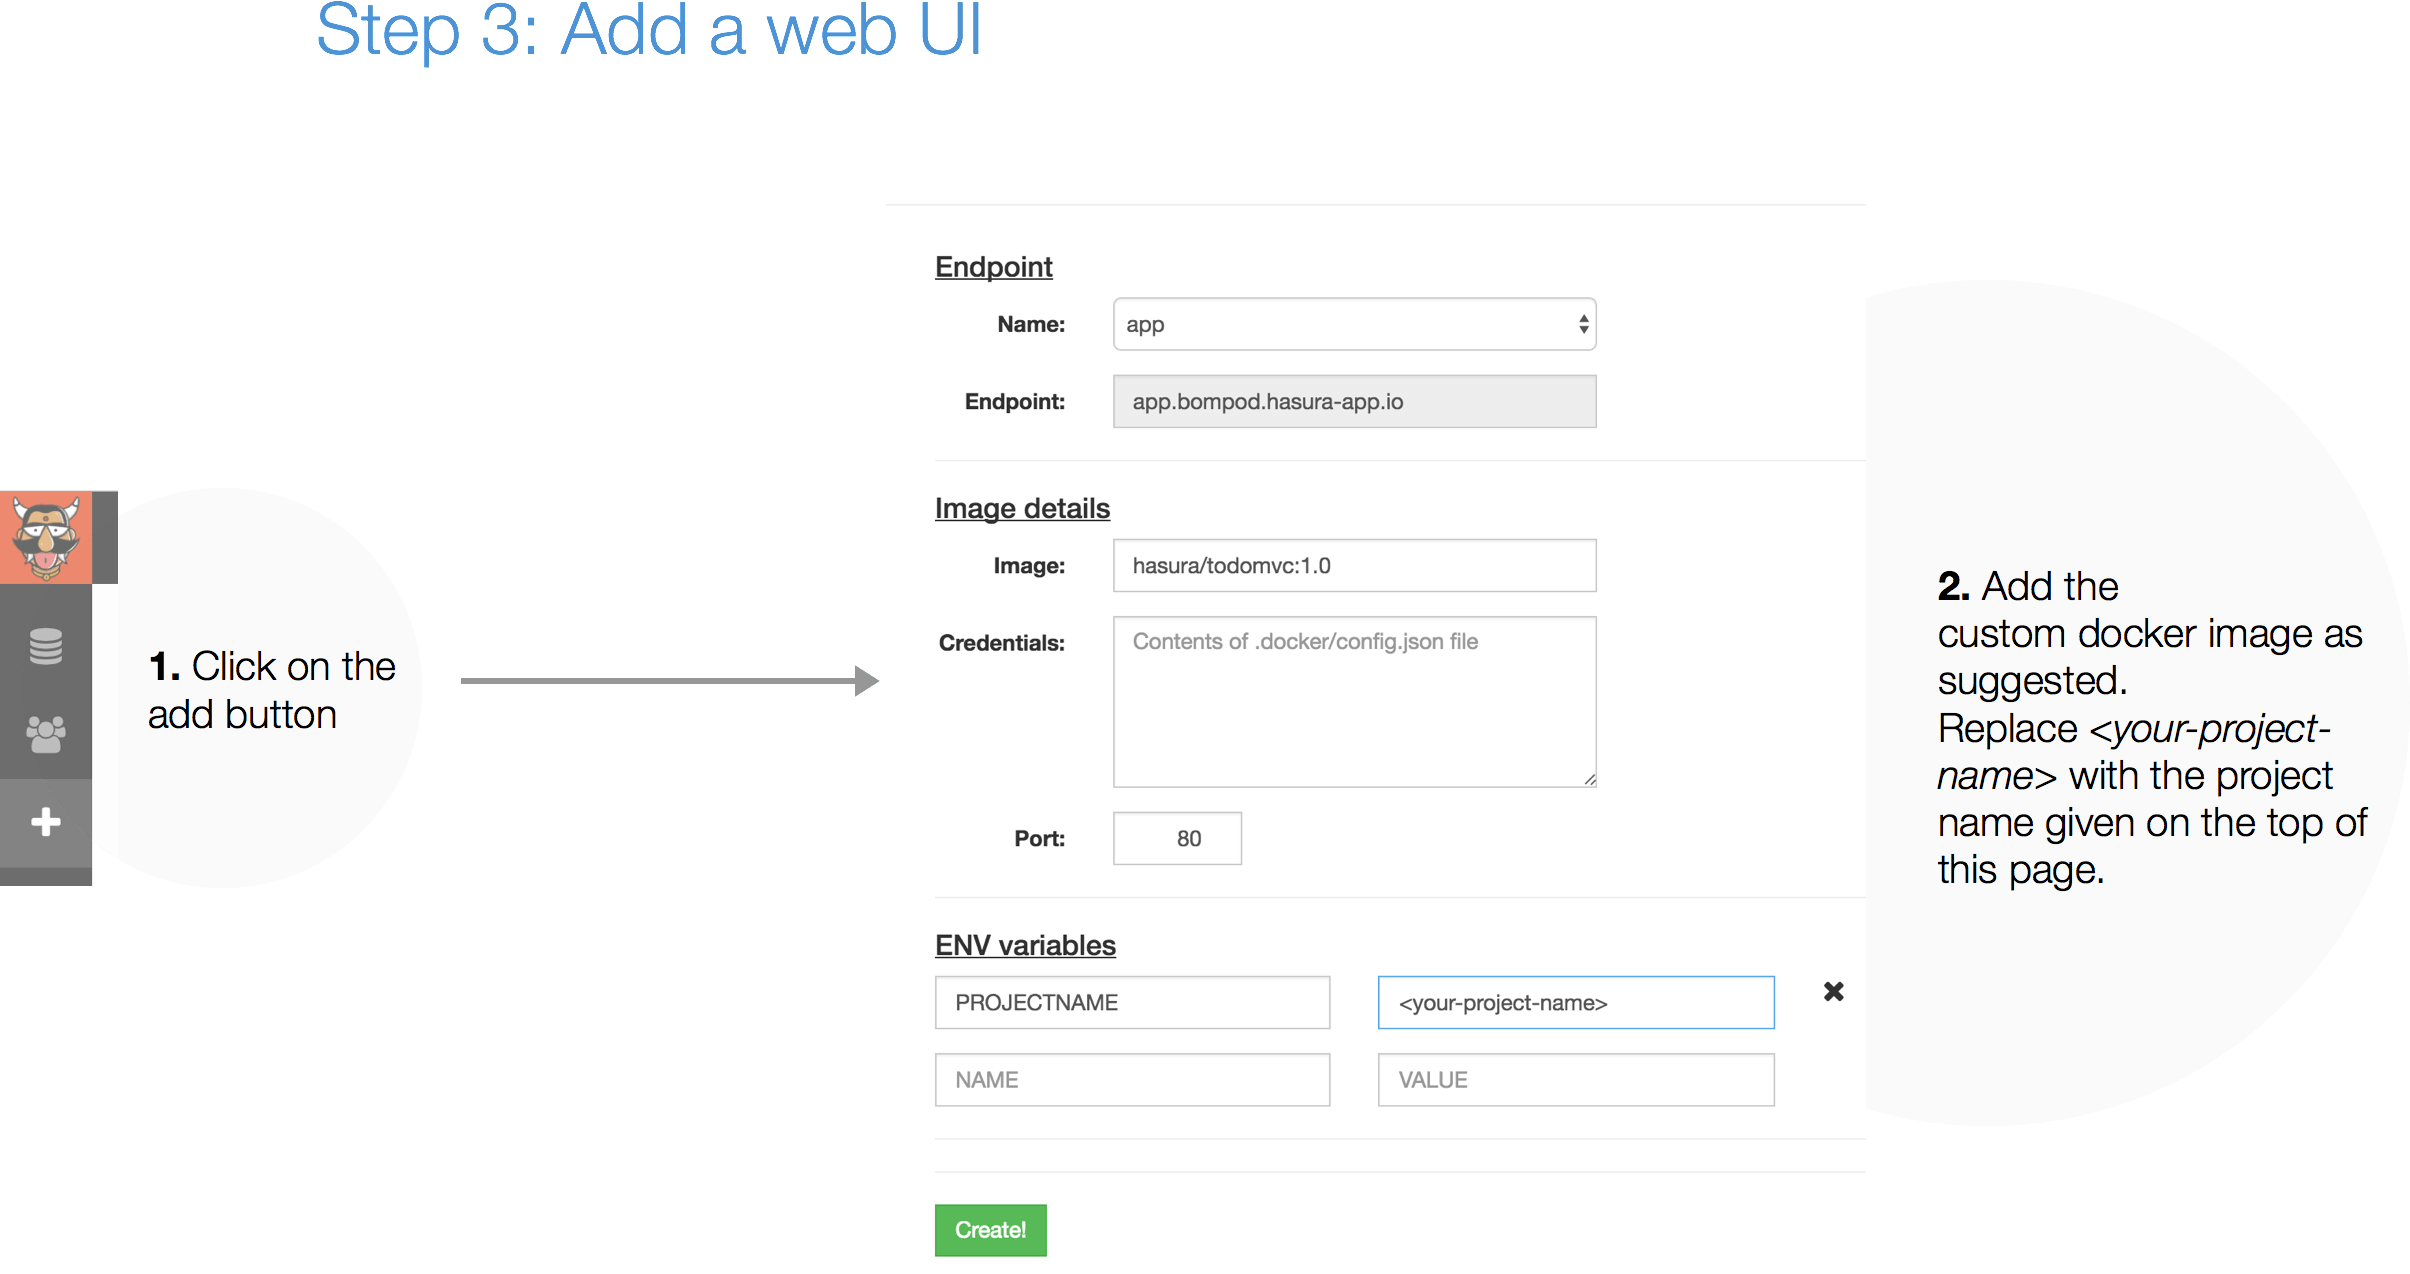 Step 3: Add a web UI
1. Click on the
add button
Endpoint
Name:
app
Endpoint:
app.bompod.hasura-app.io
Image details
Image:
hasura/todomvc:1.0
Credentials:
Contents of .docker/config.json file
Port:
80
ENV variables
PROJECTNAME
<your-project-name>
NAME
VALUE
Create!
2. Add the
custom docker image as
suggested.
Replace <your-project-
name> with the project
name given on the top of
this page.